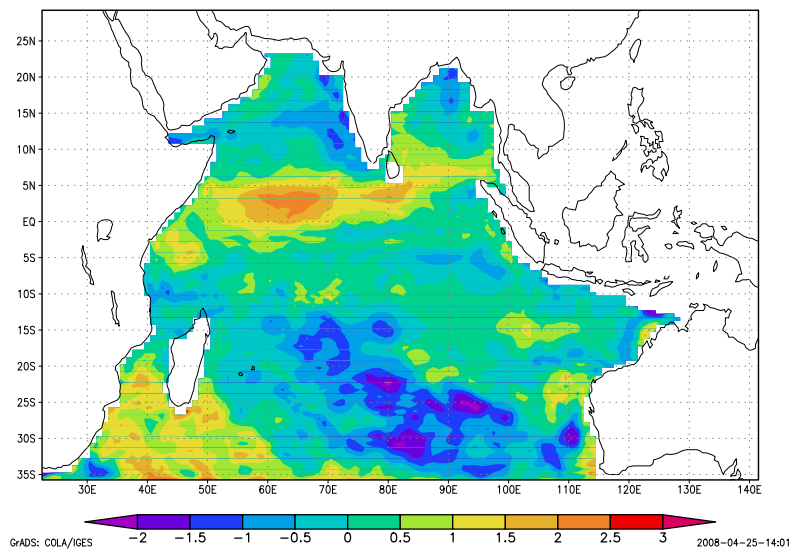 25N
20N
15N
10N
5N
EQ
5S
10S
15S
20S
25S
30S
35S
30E 40E 50E 60E 70E 80E 90E 100E 110E 120E 130E 140E
-2 -1.5 -1 -0.5 0 0.5 1 1.5 2 2.5 3
GrADS: COLA/IGES 2008-04-25-14:01